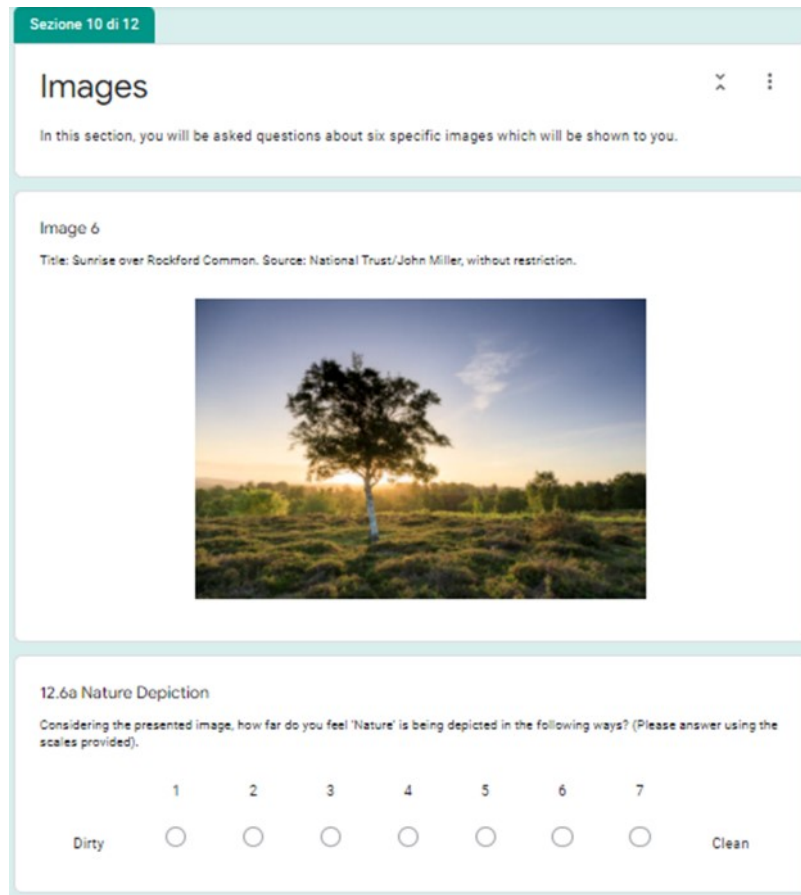 Sezione 10 di 12
Images
In this section, you will be asked questions about six specific images which will be shown to you.
Image 6
Title: Sunrise over Rockford Common. Source: National Trust/John Miller, without restriction.
12.6a Nature Depiction
Considering the presented image, how far do you feel 'Nature' is being depicted in the following ways? (Please answer using the
scales provided).
1 2 3 4 5 6 7
Dirty Clean